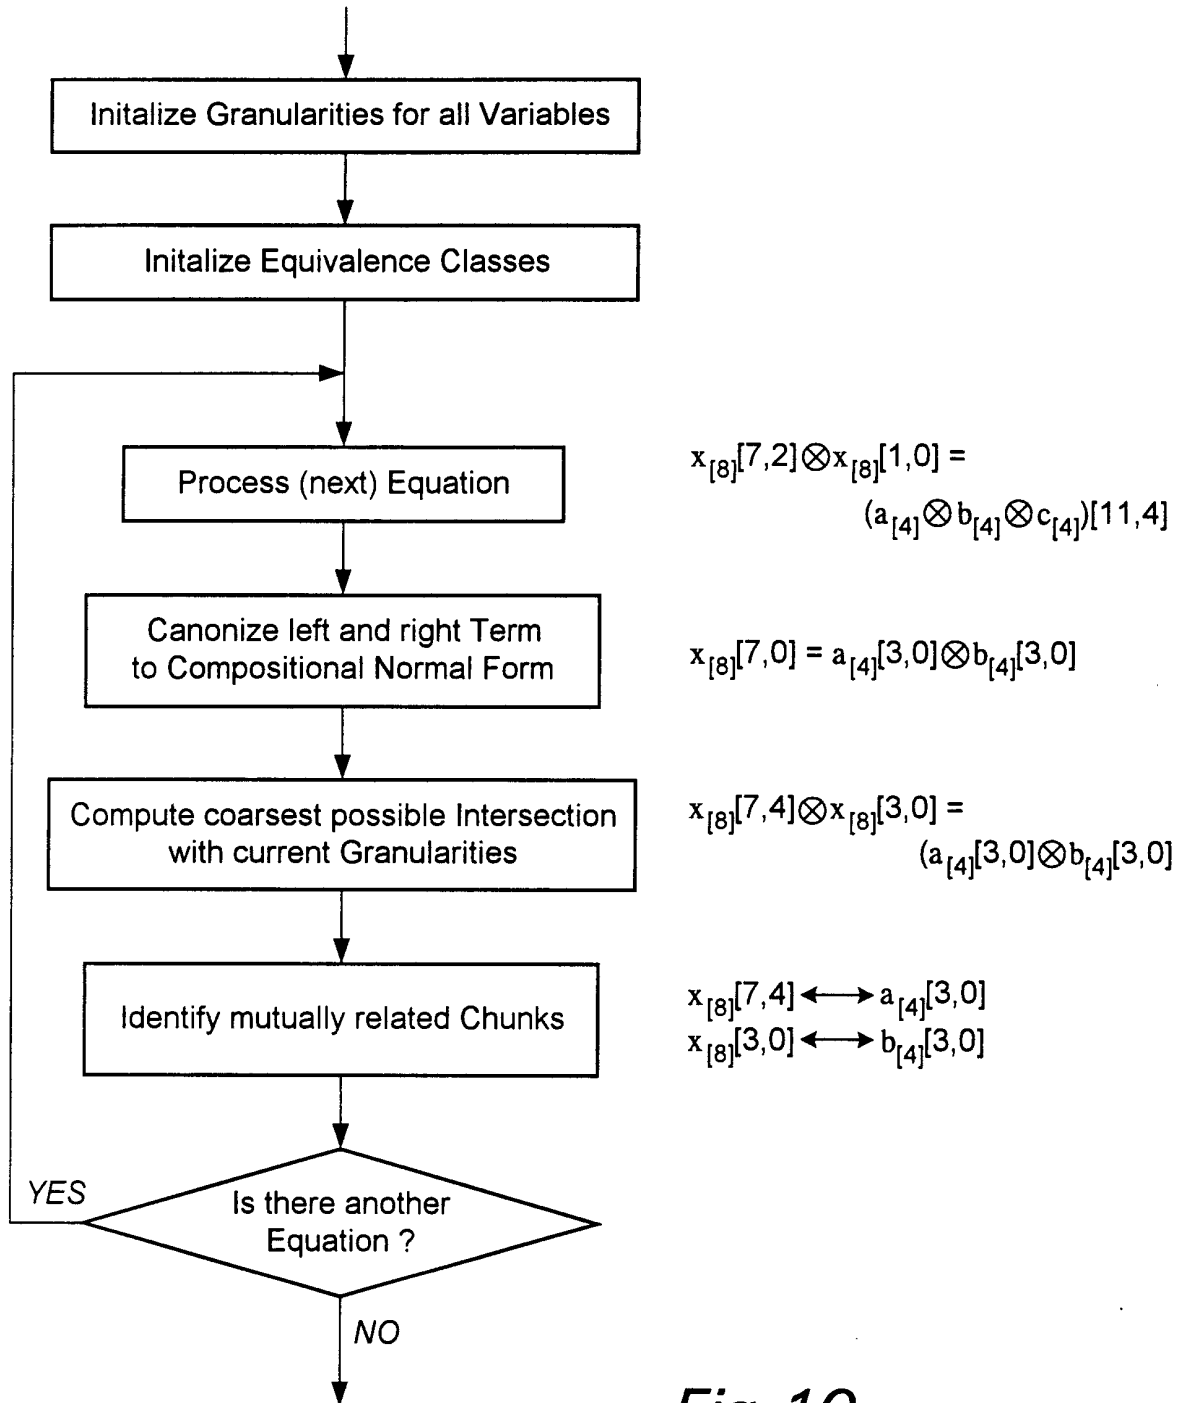 Initalize Granularities for all Variables
Initalize Equivalence Classes
Process (next) Equation
x[8][7,2]⊗x[8][1,0] =
(a[4]⊗b[4]⊗c[4])[11,4]
Canonize left and right Term
to Compositional Normal Form
x[8][7,0] = a[4][3,0]⊗b[4][3,0]
Compute coarsest possible Intersection
with current Granularities
x[8][7,4]⊗x[8][3,0] =
(a[4][3,0]⊗b[4][3,0]
Identify mutually related Chunks
x[8][7,4]⟷a[4][3,0]
x[8][3,0]⟷b[4][3,0]
YES
Is there another
Equation ?
NO